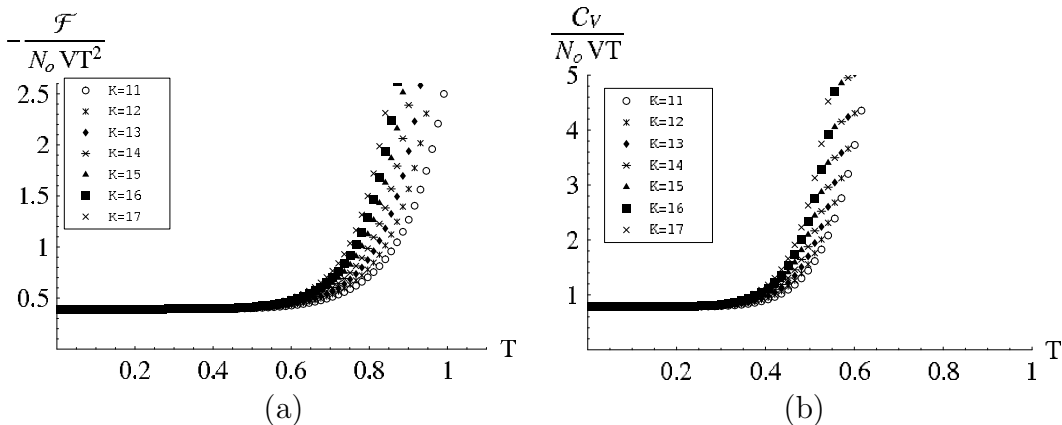 -ℱ/N_o VT²
2.5
2
1.5
1
0.5
K=11
K=12
K=13
K=14
K=15
K=16
K=17
0.2 0.4 0.6 0.8 1 T
(a)
C_V/N_o VT
5
4
3
2
1
K=11
K=12
K=13
K=14
K=15
K=16
K=17
0.2 0.4 0.6 0.8 1 T
(b)